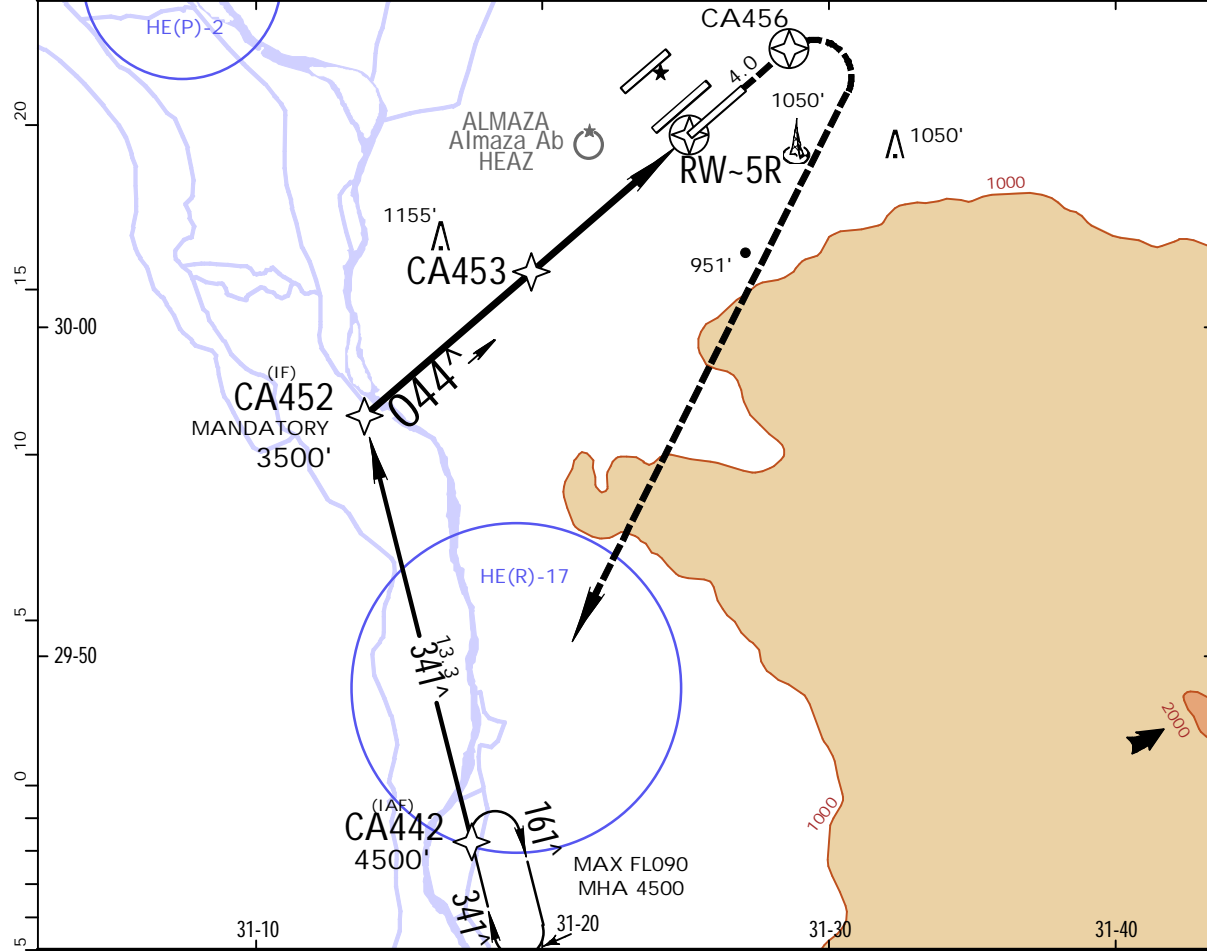 CA456
HE(P)-2
4.0
1050'
20
ALMAZA
Almaza Ab
HEAZ
1050'
RW~5R
1000
1155'
CA453
951'
15
30-00
044^
(IF)
CA452
MANDATORY
3500'
10
HE(R)-17
5
13.3
341^
29-50
2000
0
(IAF)
CA442
4500'
161^
1000
MAX FL090
MHA 4500
341^
5
31-10
31-20
31-30
31-40